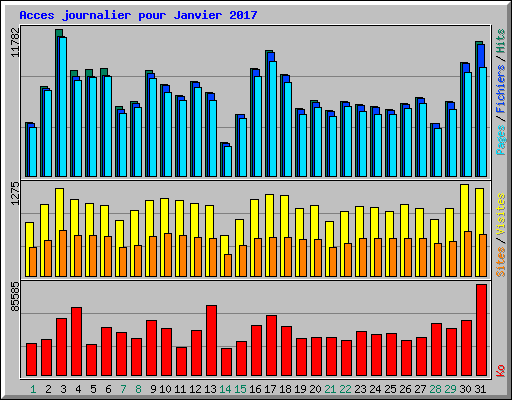 Acces journalier pour Janvier 2017
11782
Pages / Fichiers / Hits
1275
Sites / Visites
85585
Ko
1 2 3 4 5 6 7 8 9 10 11 12 13 14 15 16 17 18 19 20 21 22 23 24 25 26 27 28 29 30 31